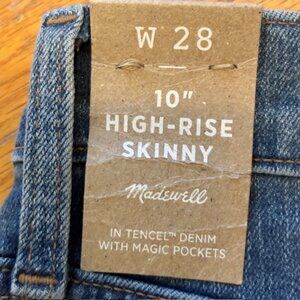 W 28
10"
HIGH-RISE
SKINNY
Madewell
IN TENCEL™ DENIM
WITH MAGIC POCKETS